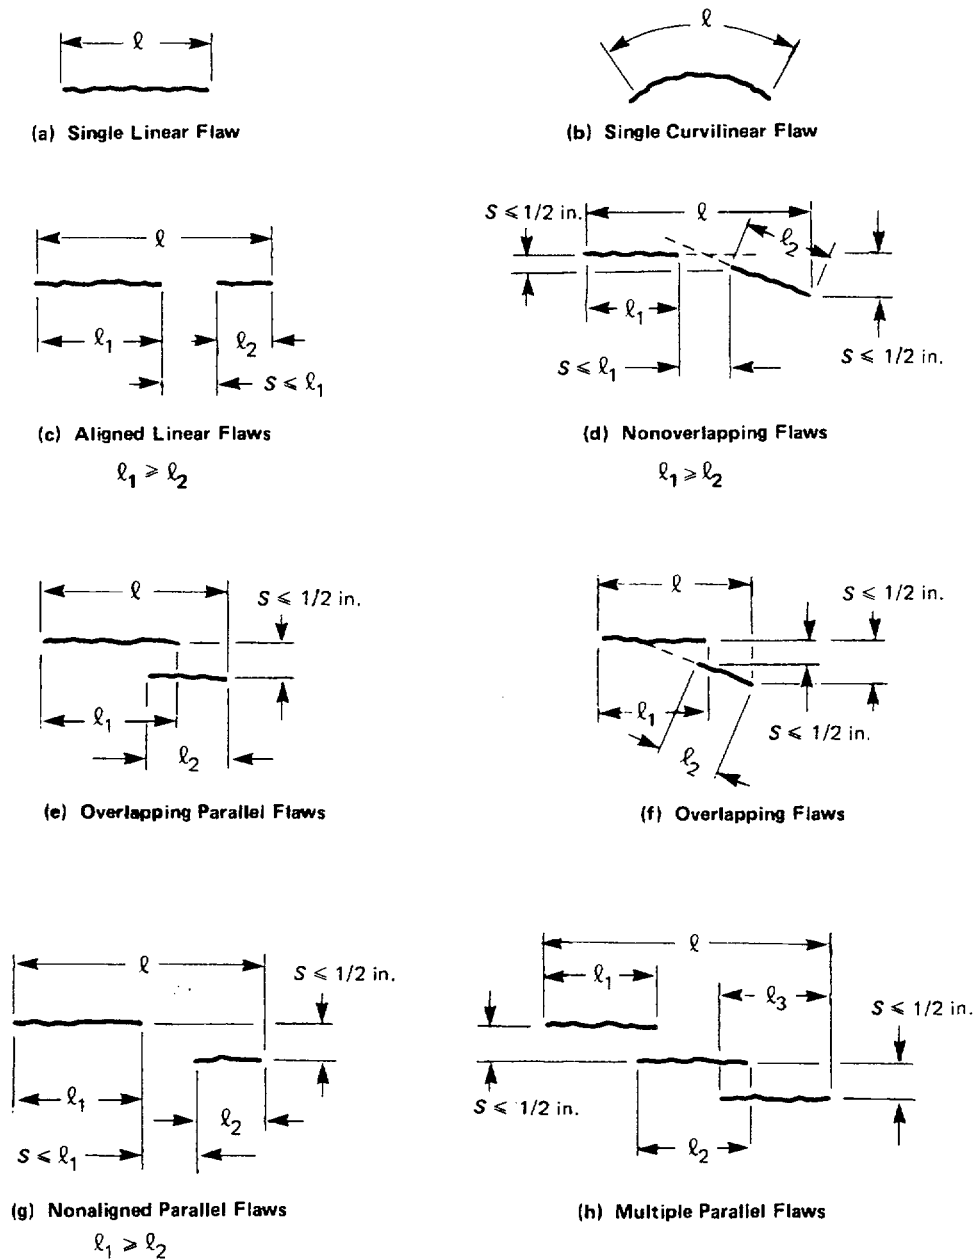 ℓ
ℓ
(a) Single Linear Flaw
(b) Single Curvilinear Flaw
ℓ
ℓ₁
ℓ₂
S ⩽ ℓ₁
(c) Aligned Linear Flaws
ℓ₁ ⩾ ℓ₂
S ⩽ 1/2 in.
ℓ
ℓ₂
ℓ₁
S ⩽ ℓ₁
S ⩽ 1/2 in.
(d) Nonoverlapping Flaws
ℓ₁ ⩾ ℓ₂
ℓ
S ⩽ 1/2 in.
ℓ₁
ℓ₂
(e) Overlapping Parallel Flaws
ℓ
S ⩽ 1/2 in.
ℓ₁
S ⩽ 1/2 in.
ℓ₂
(f) Overlapping Flaws
ℓ
S ⩽ 1/2 in.
ℓ₁
ℓ₂
S ⩽ ℓ₁
(g) Nonaligned Parallel Flaws
ℓ₁ ⩾ ℓ₂
ℓ
ℓ₁
ℓ₃
S ⩽ 1/2 in.
S ⩽ 1/2 in.
ℓ₂
(h) Multiple Parallel Flaws